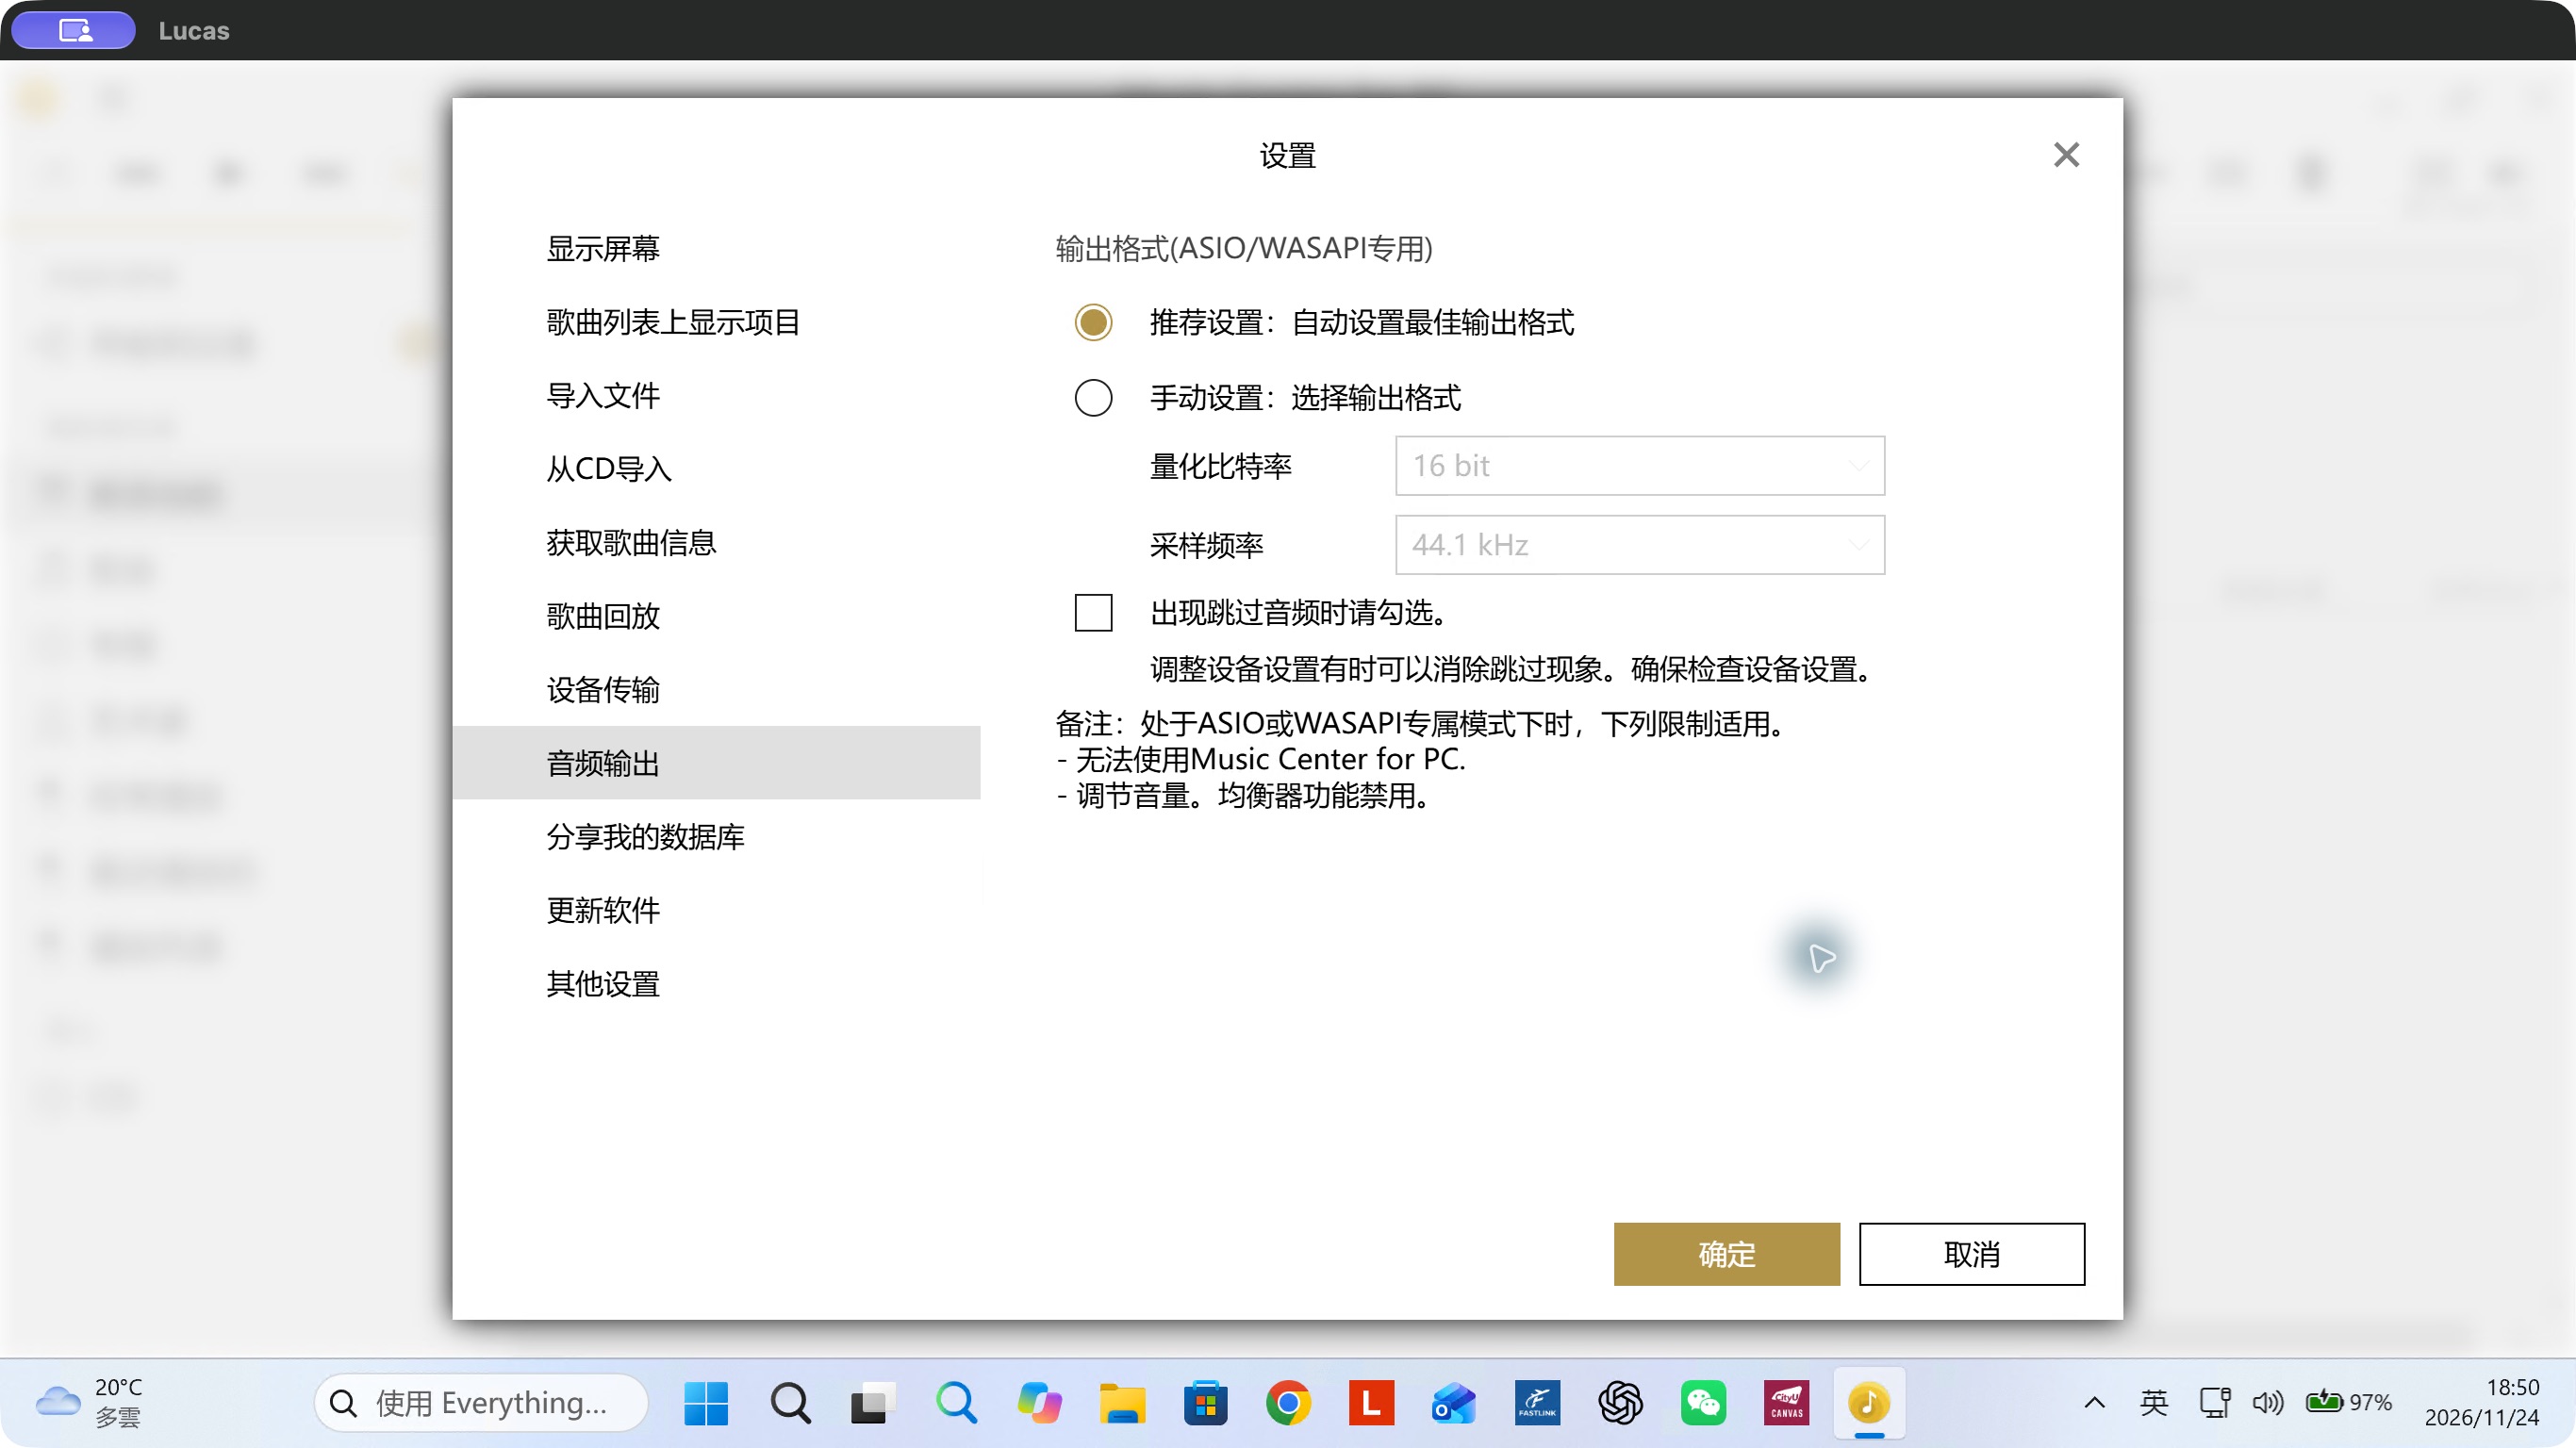 Lucas
设置
显示屏幕
歌曲列表上显示项目
导入文件
从CD导入
获取歌曲信息
歌曲回放
设备传输
音频输出
分享我的数据库
更新软件
其他设置
输出格式(ASIO/WASAPI专用)
推荐设置：自动设置最佳输出格式
手动设置：选择输出格式
量化比特率 16 bit
采样频率 44.1 kHz
出现跳过音频时请勾选。
调整设备设置有时可以消除跳过现象。确保检查设备设置。
备注：处于ASIO或WASAPI专属模式下时，下列限制适用。
- 无法使用Music Center for PC.
- 调节音量。均衡器功能禁用。
确定 取消
20°C
多雲
使用 Everything...
L
FASTLINK
CityU
CANVAS
英
97%
18:50
2026/11/24